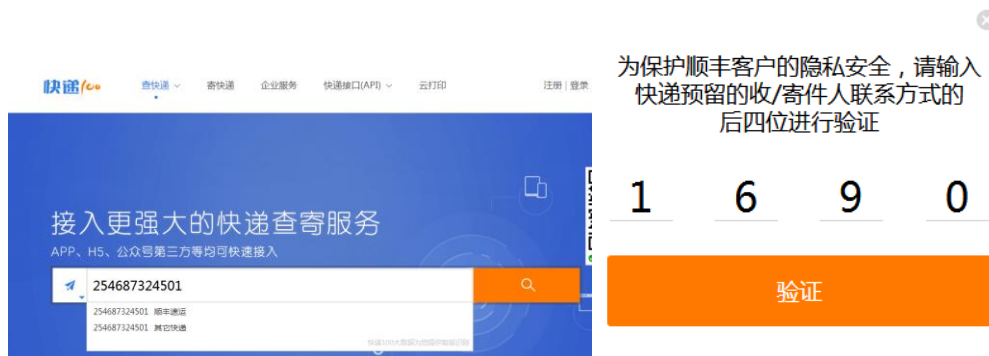 快递100
查快递
寄快递
企业服务
快递接口(API)
云打印
注册 | 登录
接入更强大的快递查寄服务
APP、H5、公众号第三方等均可快速接入
254687324501
254687324501 顺丰速运
254687324501 其它快递
为保护顺丰客户的隐私安全，请输入
快递预留的收/寄件人联系方式的
后四位进行验证
1 6 9 0
验证